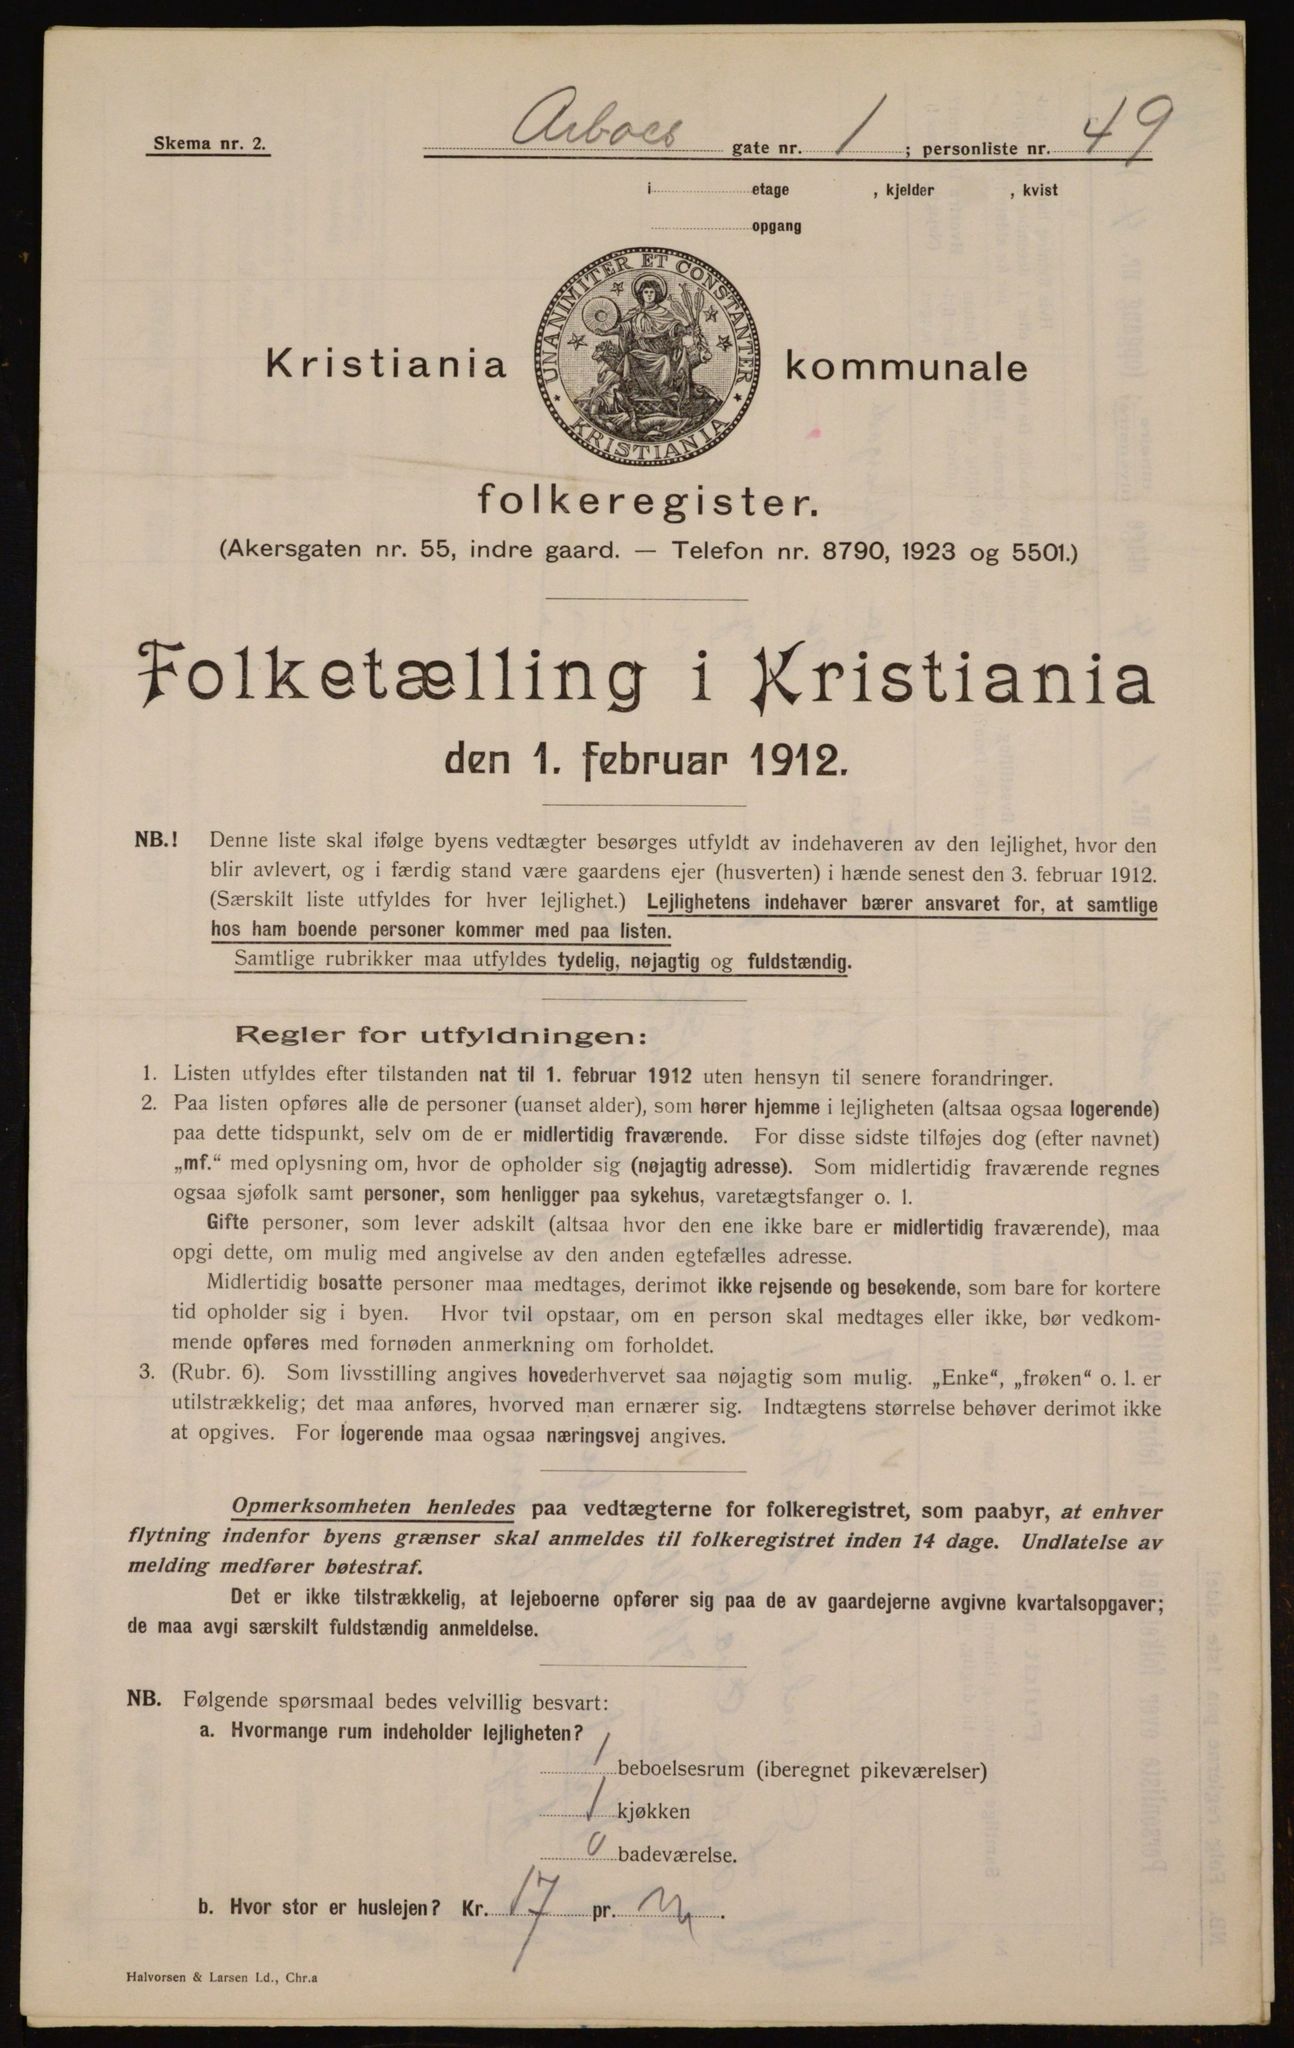 Skema nr. 2.
Arboes gate nr. 1 ; personliste nr. 49
i etage , kjelder , kvist
opgang
UNANIMITER ET CONSTANTER
KRISTIANIA
Kristiania kommunale
folkeregister.
(Akersgaten nr. 55, indre gaard. — Telefon nr. 8790, 1923 og 5501.)
Folketælling i Kristiania
den 1. februar 1912.
NB.! Denne liste skal ifølge byens vedtægter besørges utfyldt av indehaveren av den lejlighet, hvor den
blir avlevert, og i færdig stand være gaardens ejer (husverten) i hænde senest den 3. februar 1912.
(Særskilt liste utfyldes for hver lejlighet.) Lejlighetens indehaver bærer ansvaret for, at samtlige
hos ham boende personer kommer med paa listen.
Samtlige rubrikker maa utfyldes tydelig, nøjagtig og fuldstændig.
Regler for utfyldningen:
1. Listen utfyldes efter tilstanden nat til 1. februar 1912 uten hensyn til senere forandringer.
2. Paa listen opføres alle de personer (uanset alder), som hører hjemme i lejligheten (altsaa ogsaa logerende)
paa dette tidspunkt, selv om de er midlertidig fraværende. For disse sidste tilføjes dog (efter navnet)
„mf.“ med oplysning om, hvor de opholder sig (nøjagtig adresse). Som midlertidig fraværende regnes
ogsaa sjøfolk samt personer, som henligger paa sykehus, varetægtsfanger o. l.
Gifte personer, som lever adskilt (altsaa hvor den ene ikke bare er midlertidig fraværende), maa
opgi dette, om mulig med angivelse av den anden egtefælles adresse.
Midlertidig bosatte personer maa medtages, derimot ikke rejsende og besøkende, som bare for kortere
tid opholder sig i byen. Hvor tvil opstaar, om en person skal medtages eller ikke, bør vedkom-
mende opføres med fornøden anmerkning om forholdet.
3. (Rubr. 6). Som livsstilling angives hovederhvervet saa nøjagtig som mulig. „Enke“, „frøken“ o. l. er
utilstrækkelig; det maa anføres, hvorved man ernærer sig. Indtægtens størrelse behøver derimot ikke
at opgives. For logerende maa ogsaa næringsvej angives.
Opmerksomheten henledes paa vedtægterne for folkeregistret, som paabyr, at enhver
flytning indenfor byens grænser skal anmeldes til folkeregistret inden 14 dage. Undlatelse av
melding medfører bøtestraf.
Det er ikke tilstrækkelig, at lejeboerne opfører sig paa de av gaardejerne avgivne kvartalsopgaver;
de maa avgi særskilt fuldstændig anmeldelse.
NB. Følgende spørsmaal bedes velvillig besvart:
a. Hvormange rum indeholder lejligheten?
1 beboelsesrum (iberegnet pikeværelser)
1 kjøkken
0 badeværelse.
b. Hvor stor er huslejen? Kr. 17 pr. m.
Halvorsen & Larsen Ld., Chr.a